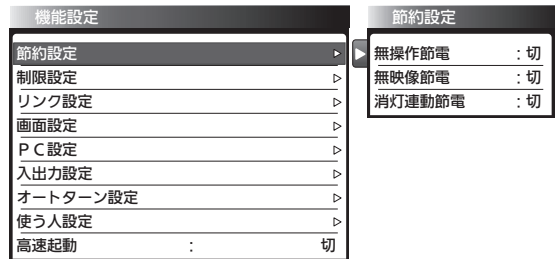 機能設定
節約設定
制限設定
リンク設定
画面設定
ＰＣ設定
入出力設定
オートターン設定
使う人設定
高速起動 : 切
節約設定
無操作節電 : 切
無映像節電 : 切
消灯連動節電 : 切